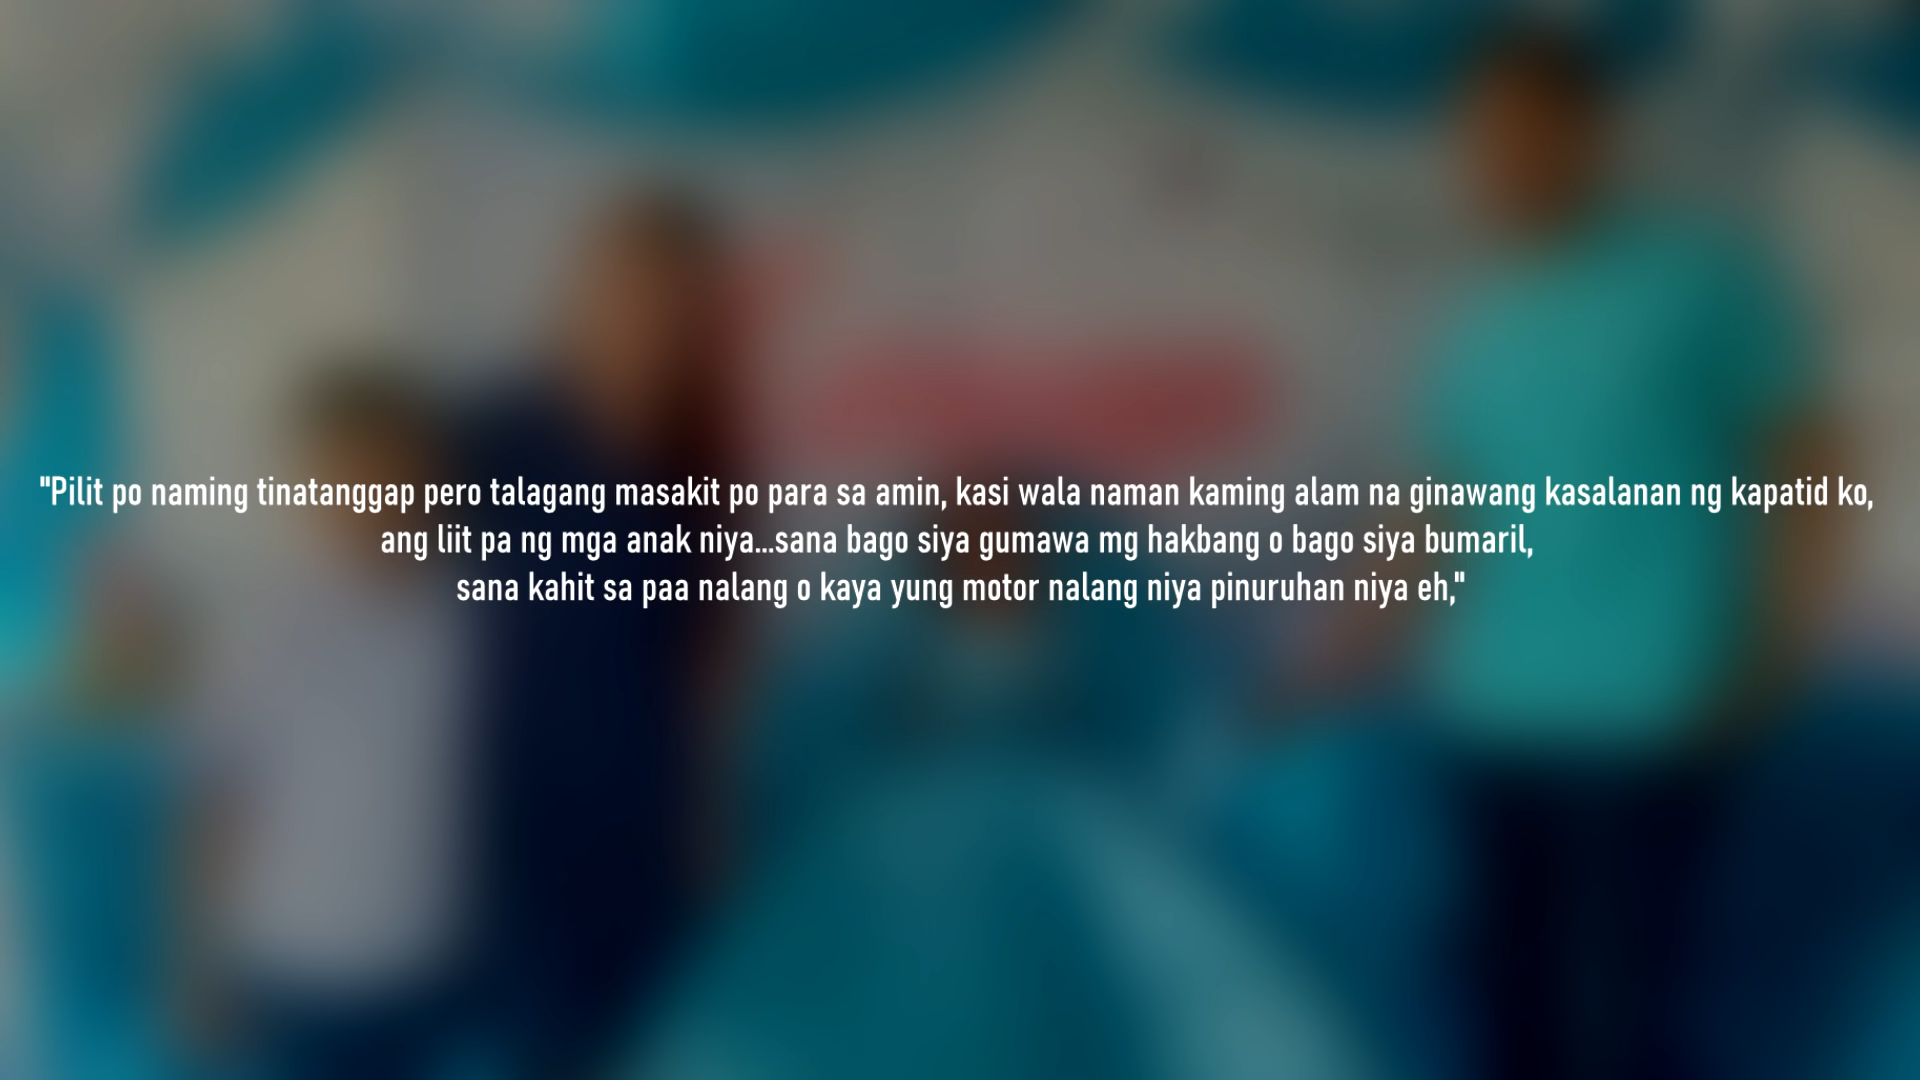 "Pilit po naming tinatanggap pero talagang masakit po para sa amin, kasi wala naman kaming alam na ginawang kasalanan ng kapatid ko,
ang liit pa ng mga anak niya...sana bago siya gumawa mg hakbang o bago siya bumaril,
sana kahit sa paa nalang o kaya yung motor nalang niya pinuruhan niya eh,"